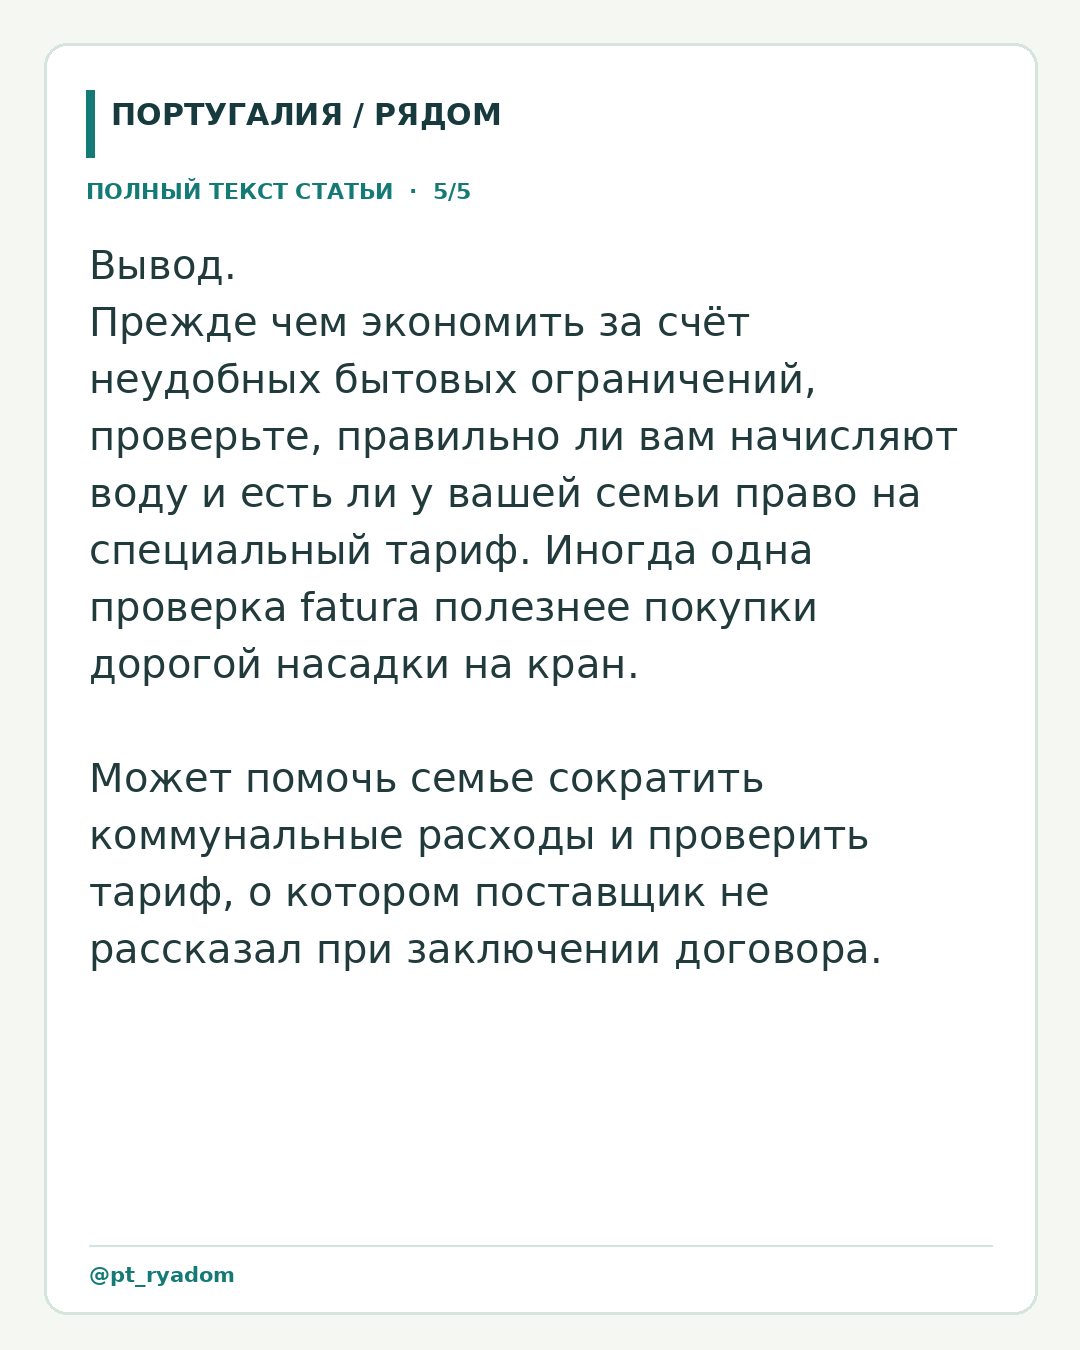 ПОРТУГАЛИЯ / РЯДОМ
ПОЛНЫЙ ТЕКСТ СТАТЬИ · 5/5
Вывод.
Прежде чем экономить за счёт
неудобных бытовых ограничений,
проверьте, правильно ли вам начисляют
воду и есть ли у вашей семьи право на
специальный тариф. Иногда одна
проверка fatura полезнее покупки
дорогой насадки на кран.
Может помочь семье сократить
коммунальные расходы и проверить
тариф, о котором поставщик не
рассказал при заключении договора.
@pt_ryadom